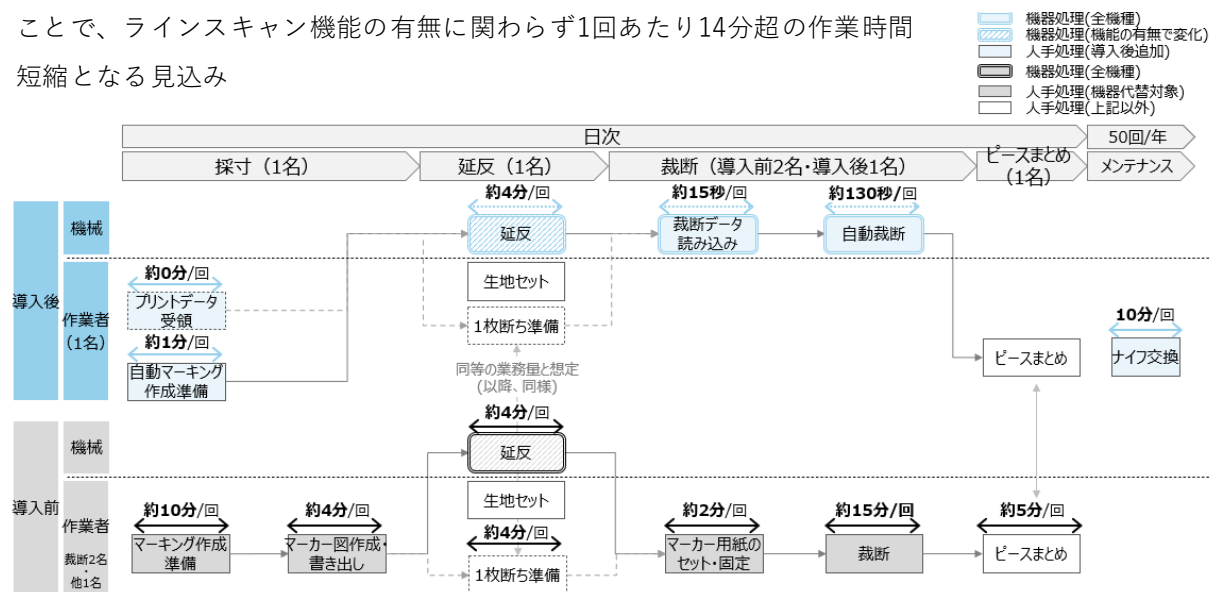 ことで、ラインスキャン機能の有無に関わらず1回あたり14分超の作業時間
短縮となる見込み
機器処理(全機種)
機器処理(機能の有無で変化)
人手処理(導入後追加)
機器処理(全機種)
人手処理(機器代替対象)
人手処理(上記以外)
日次
50回/年
採寸（1名）
延反（1名）
裁断（導入前2名・導入後1名）
ピースまとめ
（1名）
メンテナンス
導入後
機械
約4分/回
延反
約15秒/回
裁断データ
読み込み
約130秒/回
自動裁断
作業者
（1名）
約0分/回
プリントデータ
受領
約1分/回
自動マーキング
作成準備
生地セット
1枚断ち準備
同等の業務量と想定
(以降、同様)
ピースまとめ
10分/回
ナイフ交換
導入前
機械
約4分/回
延反
作業者
裁断2名
・
他1名
約10分/回
マーキング作成
準備
約4分/回
マーカー図作成・
書き出し
生地セット
約4分/回
1枚断ち準備
約2分/回
マーカー用紙の
セット・固定
約15分/回
裁断
約5分/回
ピースまとめ